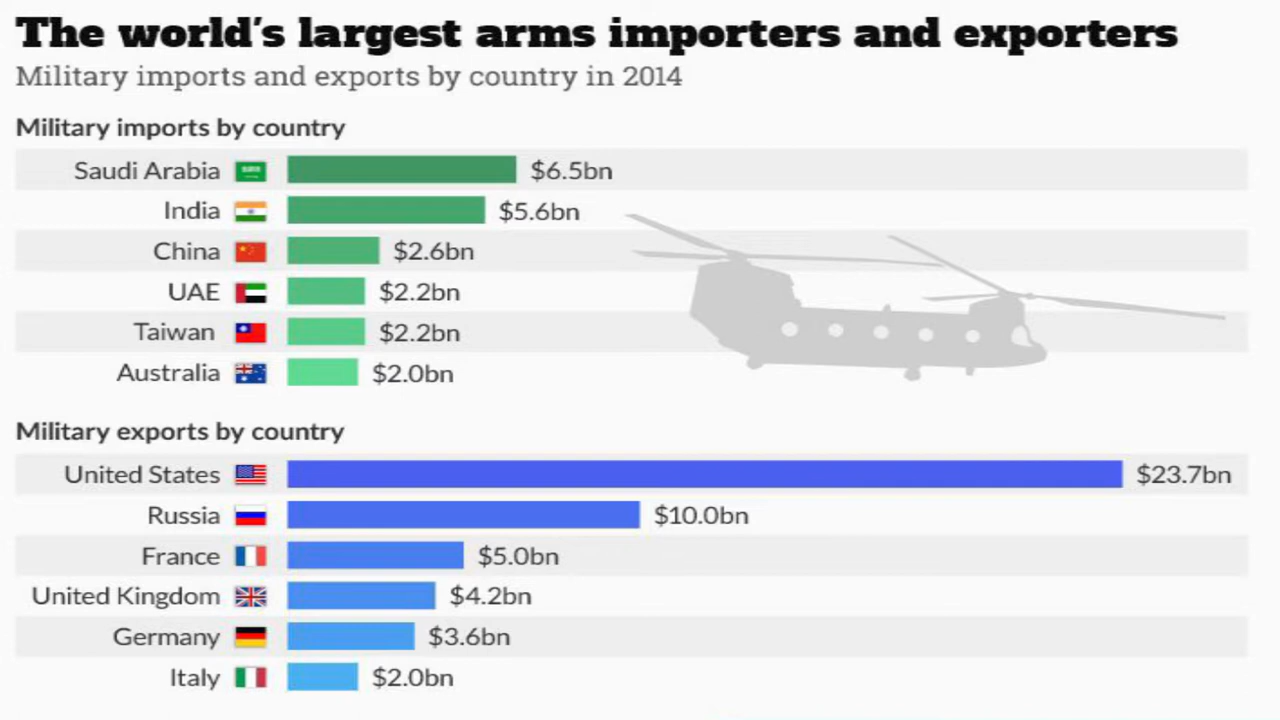 The world's largest arms importers and exporters
Military imports and exports by country in 2014
Military imports by country
Saudi Arabia $6.5bn
India $5.6bn
China $2.6bn
UAE $2.2bn
Taiwan $2.2bn
Australia $2.0bn
Military exports by country
United States $23.7bn
Russia $10.0bn
France $5.0bn
United Kingdom $4.2bn
Germany $3.6bn
Italy $2.0bn